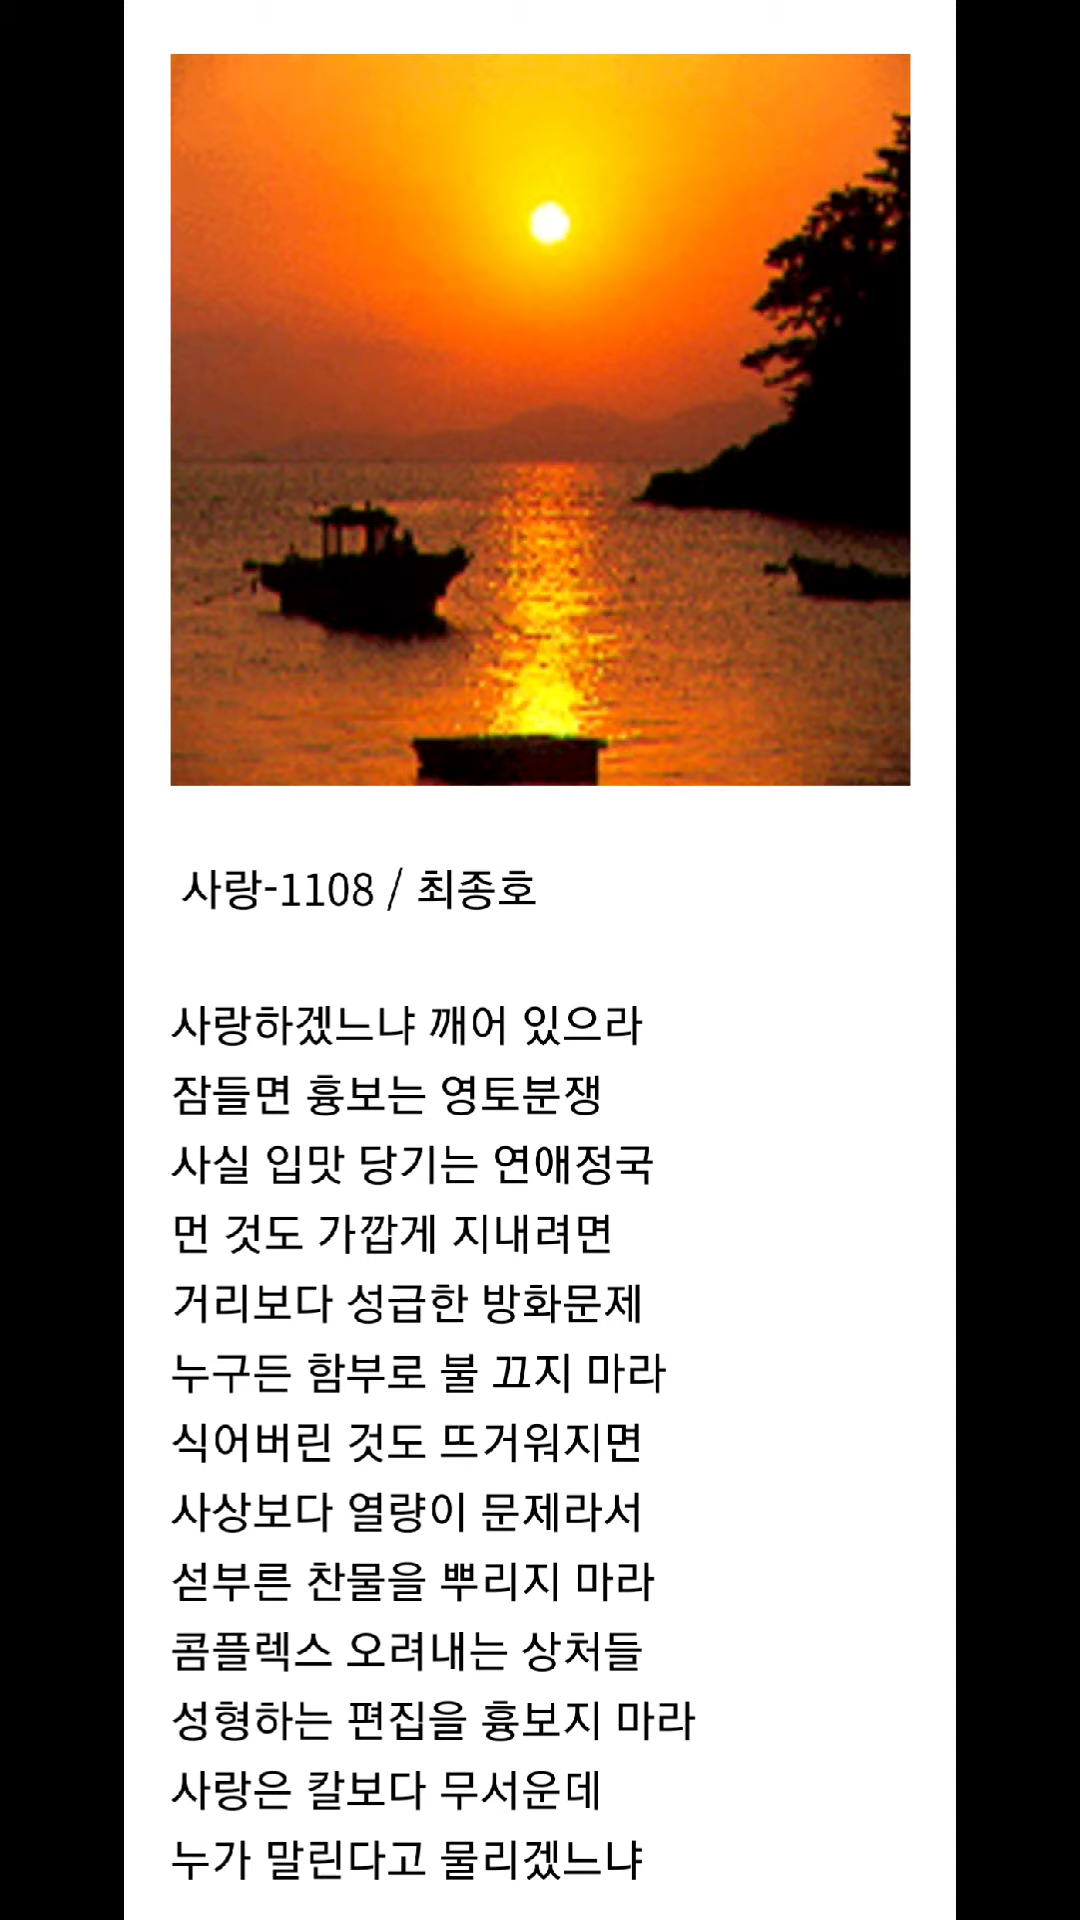 사랑-1108 / 최종호
사랑하겠느냐 깨어 있으라
잠들면 흉보는 영토분쟁
사실 입맛 당기는 연애정국
먼 것도 가깝게 지내려면
거리보다 성급한 방화문제
누구든 함부로 불 끄지 마라
식어버린 것도 뜨거워지면
사상보다 열량이 문제라서
섣부른 찬물을 뿌리지 마라
콤플렉스 오려내는 상처들
성형하는 편집을 흉보지 마라
사랑은 칼보다 무서운데
누가 말린다고 물리겠느냐